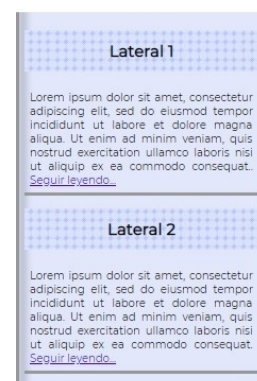 Lateral 1
Lorem ipsum dolor sit amet, consectetur
adipiscing elit, sed do eiusmod tempor
incididunt ut labore et dolore magna
aliqua. Ut enim ad minim veniam, quis
nostrud exercitation ullamco laboris nisi
ut aliquip ex ea commodo consequat..
Seguir leyendo...
Lateral 2
Lorem ipsum dolor sit amet, consectetur
adipiscing elit, sed do eiusmod tempor
incididunt ut labore et dolore magna
aliqua. Ut enim ad minim veniam, quis
nostrud exercitation ullamco laboris nisi
ut aliquip ex ea commodo consequat.
Seguir leyendo...